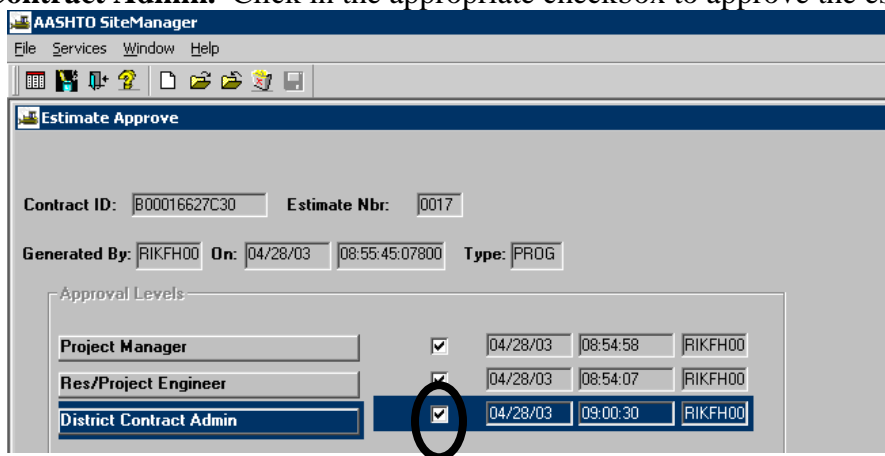 Contract Admin. Click in the appropriate checkbox to approve the es
AASHTO SiteManager
File Services Window Help
Estimate Approve
Contract ID: B00016627C30 Estimate Nbr: 0017
Generated By: RIKFH00 On: 04/28/03 08:55:45:07800 Type: PROG
Approval Levels
Project Manager 04/28/03 08:54:58 RIKFH00
Res/Project Engineer 04/28/03 08:54:07 RIKFH00
District Contract Admin 04/28/03 09:00:30 RIKFH00